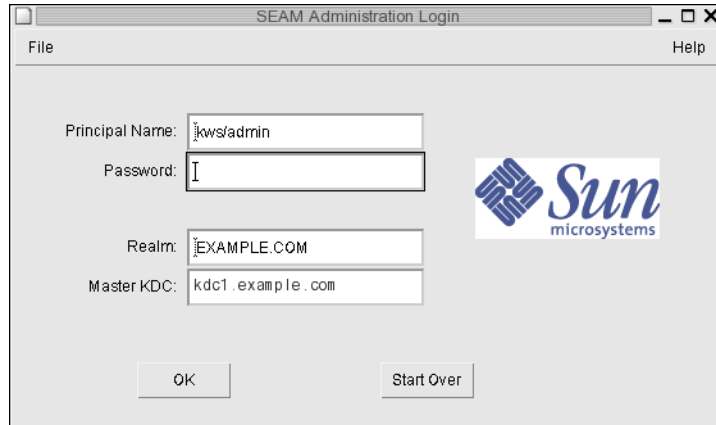 SEAM Administration Login
File Help
Principal Name: kws/admin
Password:
Sun
microsystems
Realm: EXAMPLE.COM
Master KDC: kdc1.example.com
OK Start Over